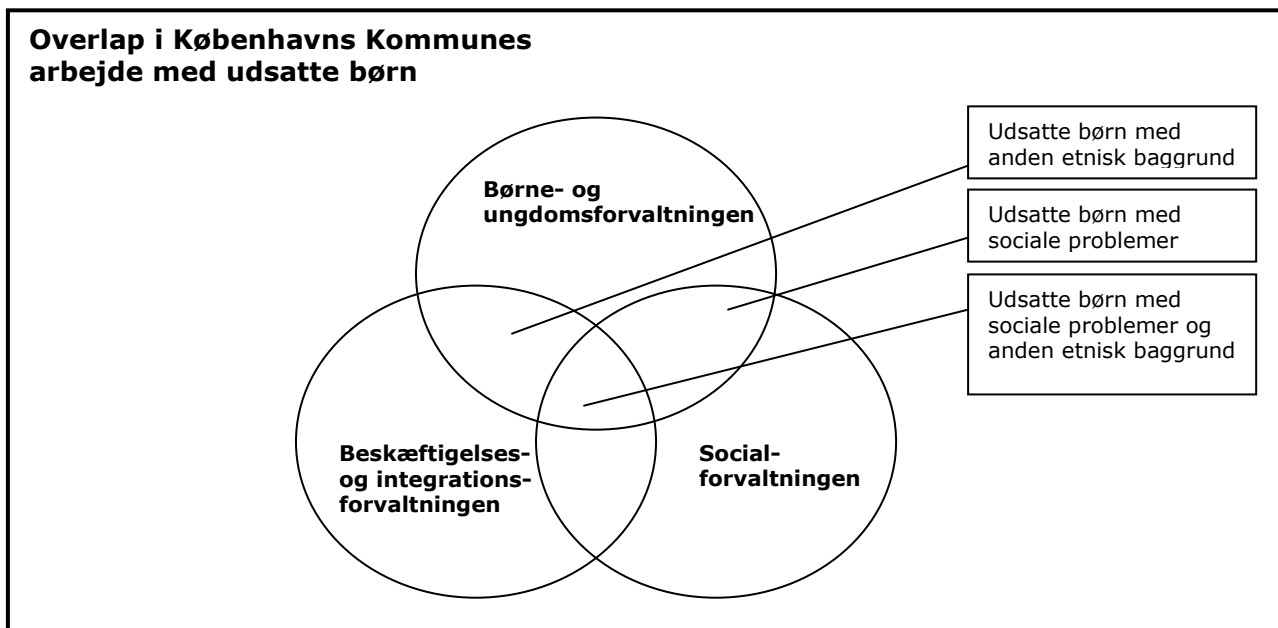 Overlap i Københavns Kommunes
arbejde med udsatte børn
Udsatte børn med
anden etnisk baggrund
Børne- og
ungdomsforvaltningen
Udsatte børn med
sociale problemer
Udsatte børn med
sociale problemer og
anden etnisk baggrund
Beskæftigelses-
og integrations-
forvaltningen
Social-
forvaltningen